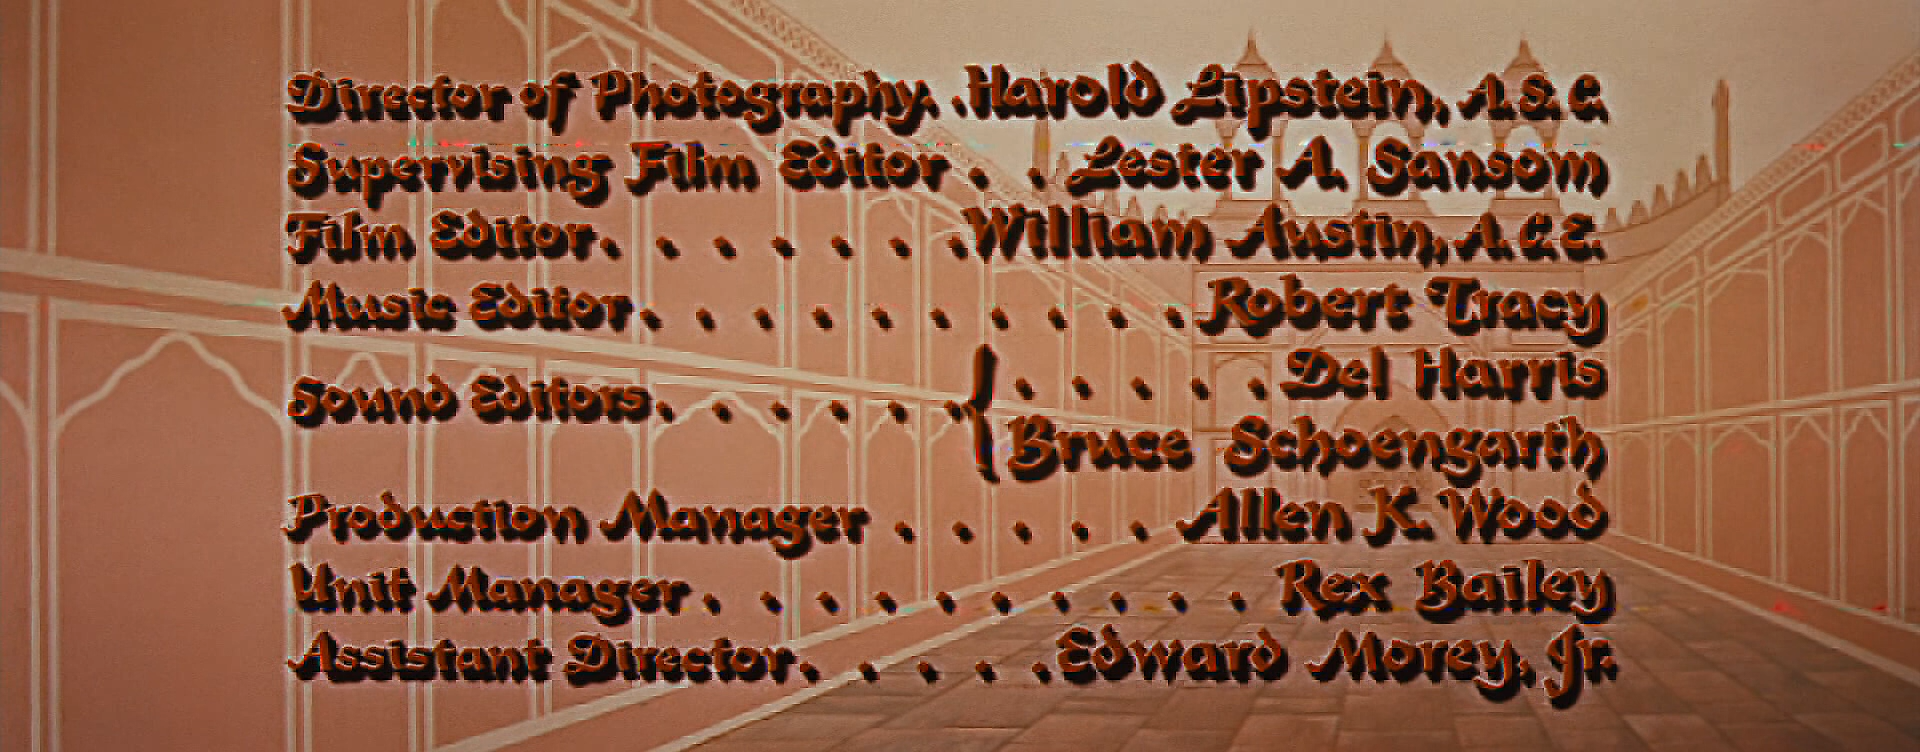 Director of Photography. .Harold Lipstein, A.S.C.
Supervising Film Editor . . Lester A. Sansom
Film Editor. . . . . . .William Austin, A.C.E.
Music Editor. . . . . . . . . . Robert Tracy
Sound Editors. . . . . . { . . . . . Del Harris
Bruce Schoengarth
Production Manager . . . . . Allen K. Wood
Unit Manager . . . . . . . . . . Rex Bailey
Assistant Director. . . . . Edward Morey, Jr.